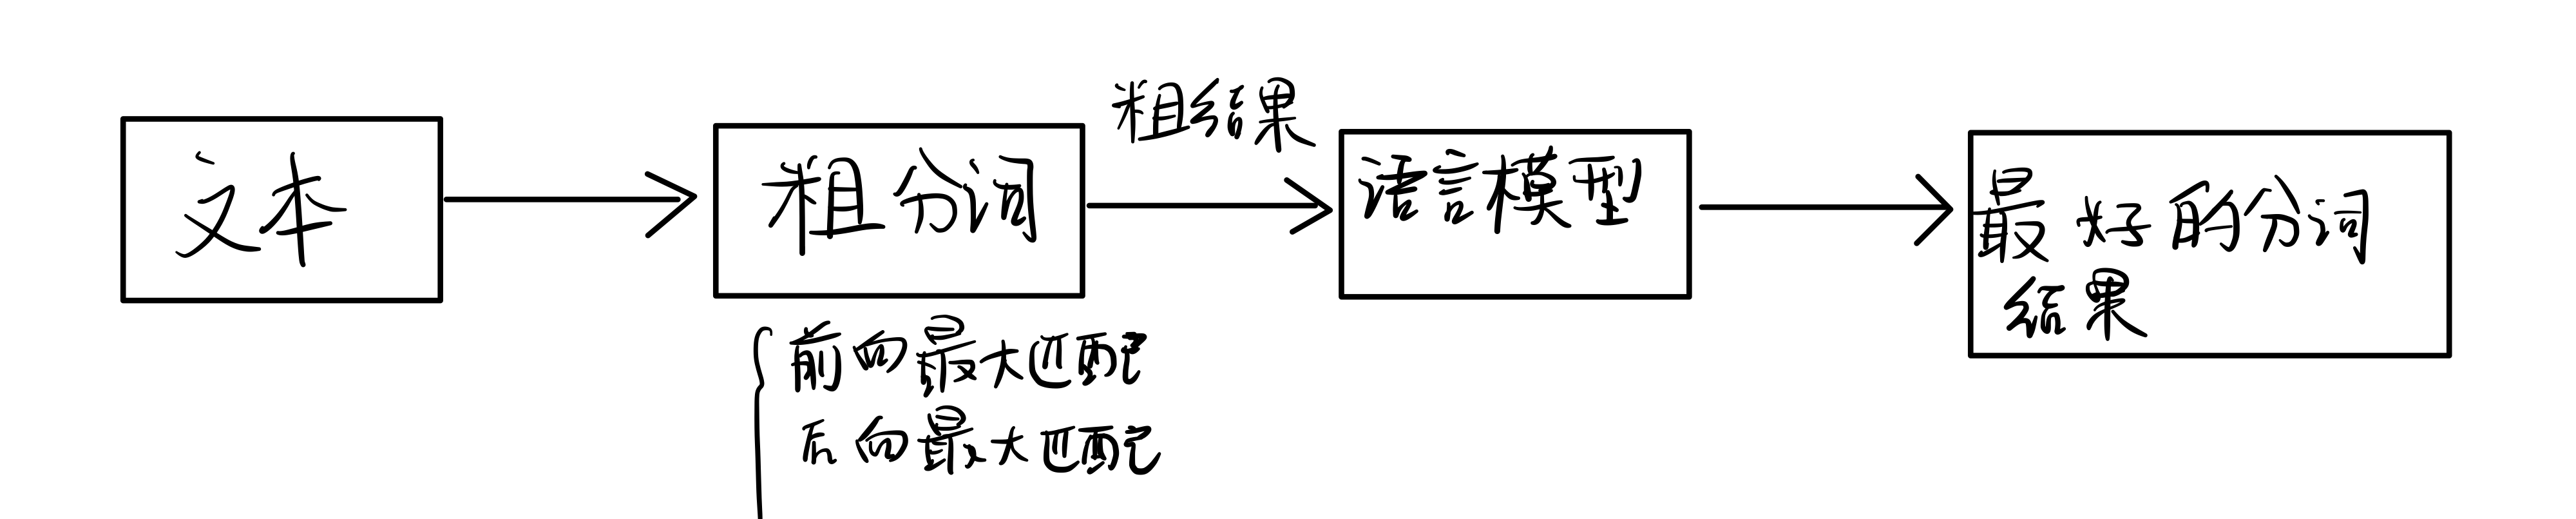 文本
粗分词
粗结果
语言模型
最好的分词
结果
前向最大匹配
后向最大匹配